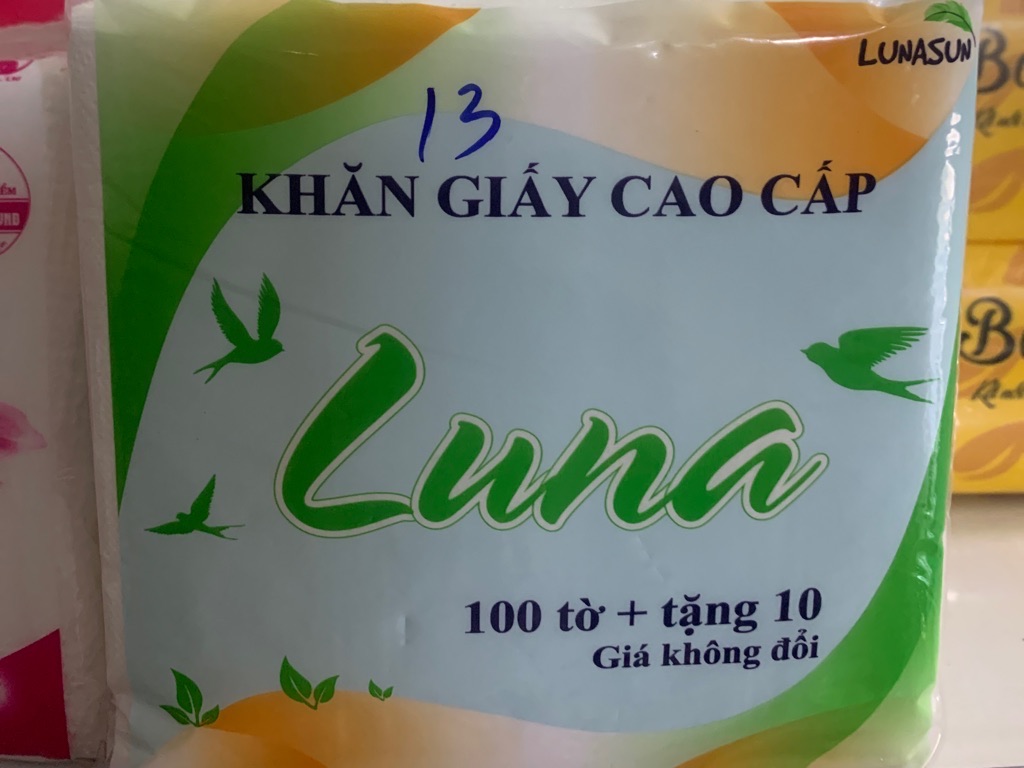 LUNASUN
13
KHĂN GIẤY CAO CẤP
Luna
100 tờ + tặng 10
Giá không đổi